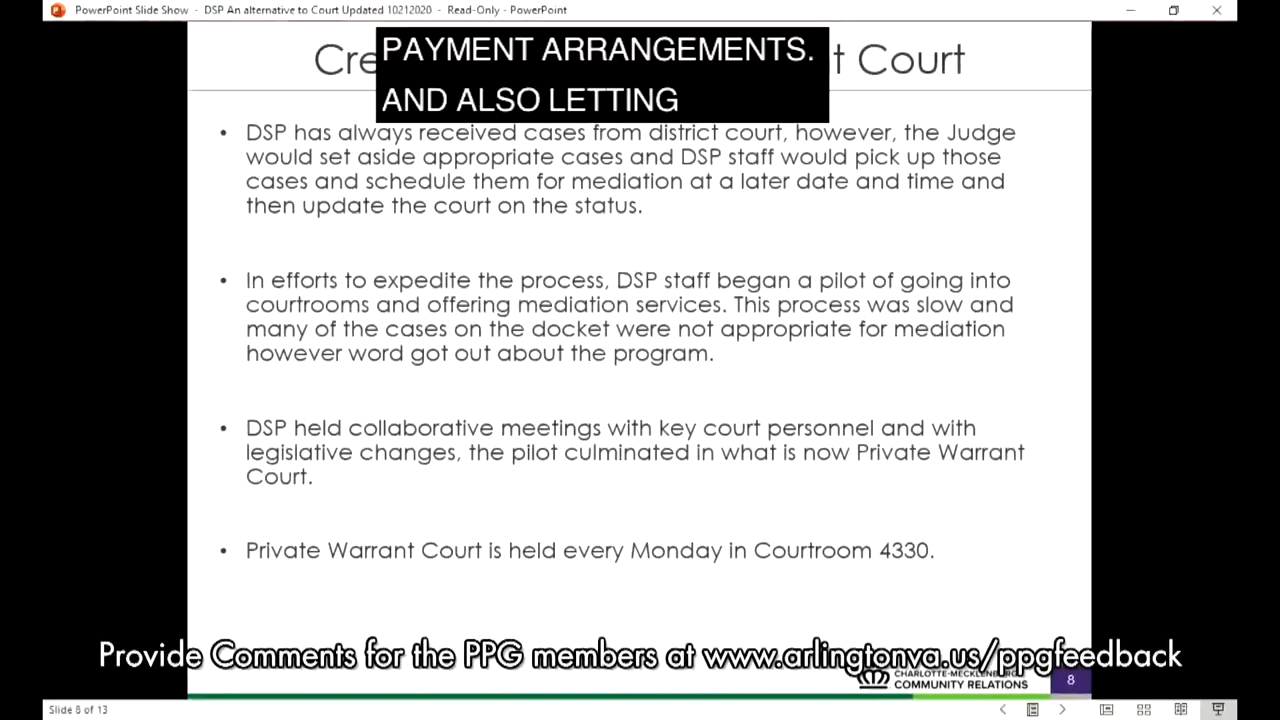 PowerPoint Slide Show - DSP An alternative to Court Updated 10212020 - Read-Only - PowerPoint
PAYMENT ARRANGEMENTS.
AND ALSO LETTING
Court
• DSP has always received cases from district court, however, the Judge
would set aside appropriate cases and DSP staff would pick up those
cases and schedule them for mediation at a later date and time and
then update the court on the status.
• In efforts to expedite the process, DSP staff began a pilot of going into
courtrooms and offering mediation services. This process was slow and
many of the cases on the docket were not appropriate for mediation
however word got out about the program.
• DSP held collaborative meetings with key court personnel and with
legislative changes, the pilot culminated in what is now Private Warrant
Court.
• Private Warrant Court is held every Monday in Courtroom 4330.
Provide Comments for the PPG members at www.arlingtonva.us/ppgfeedback
CHARLOTTE-MECKLENBURG
COMMUNITY RELATIONS
8
Slide 8 of 13